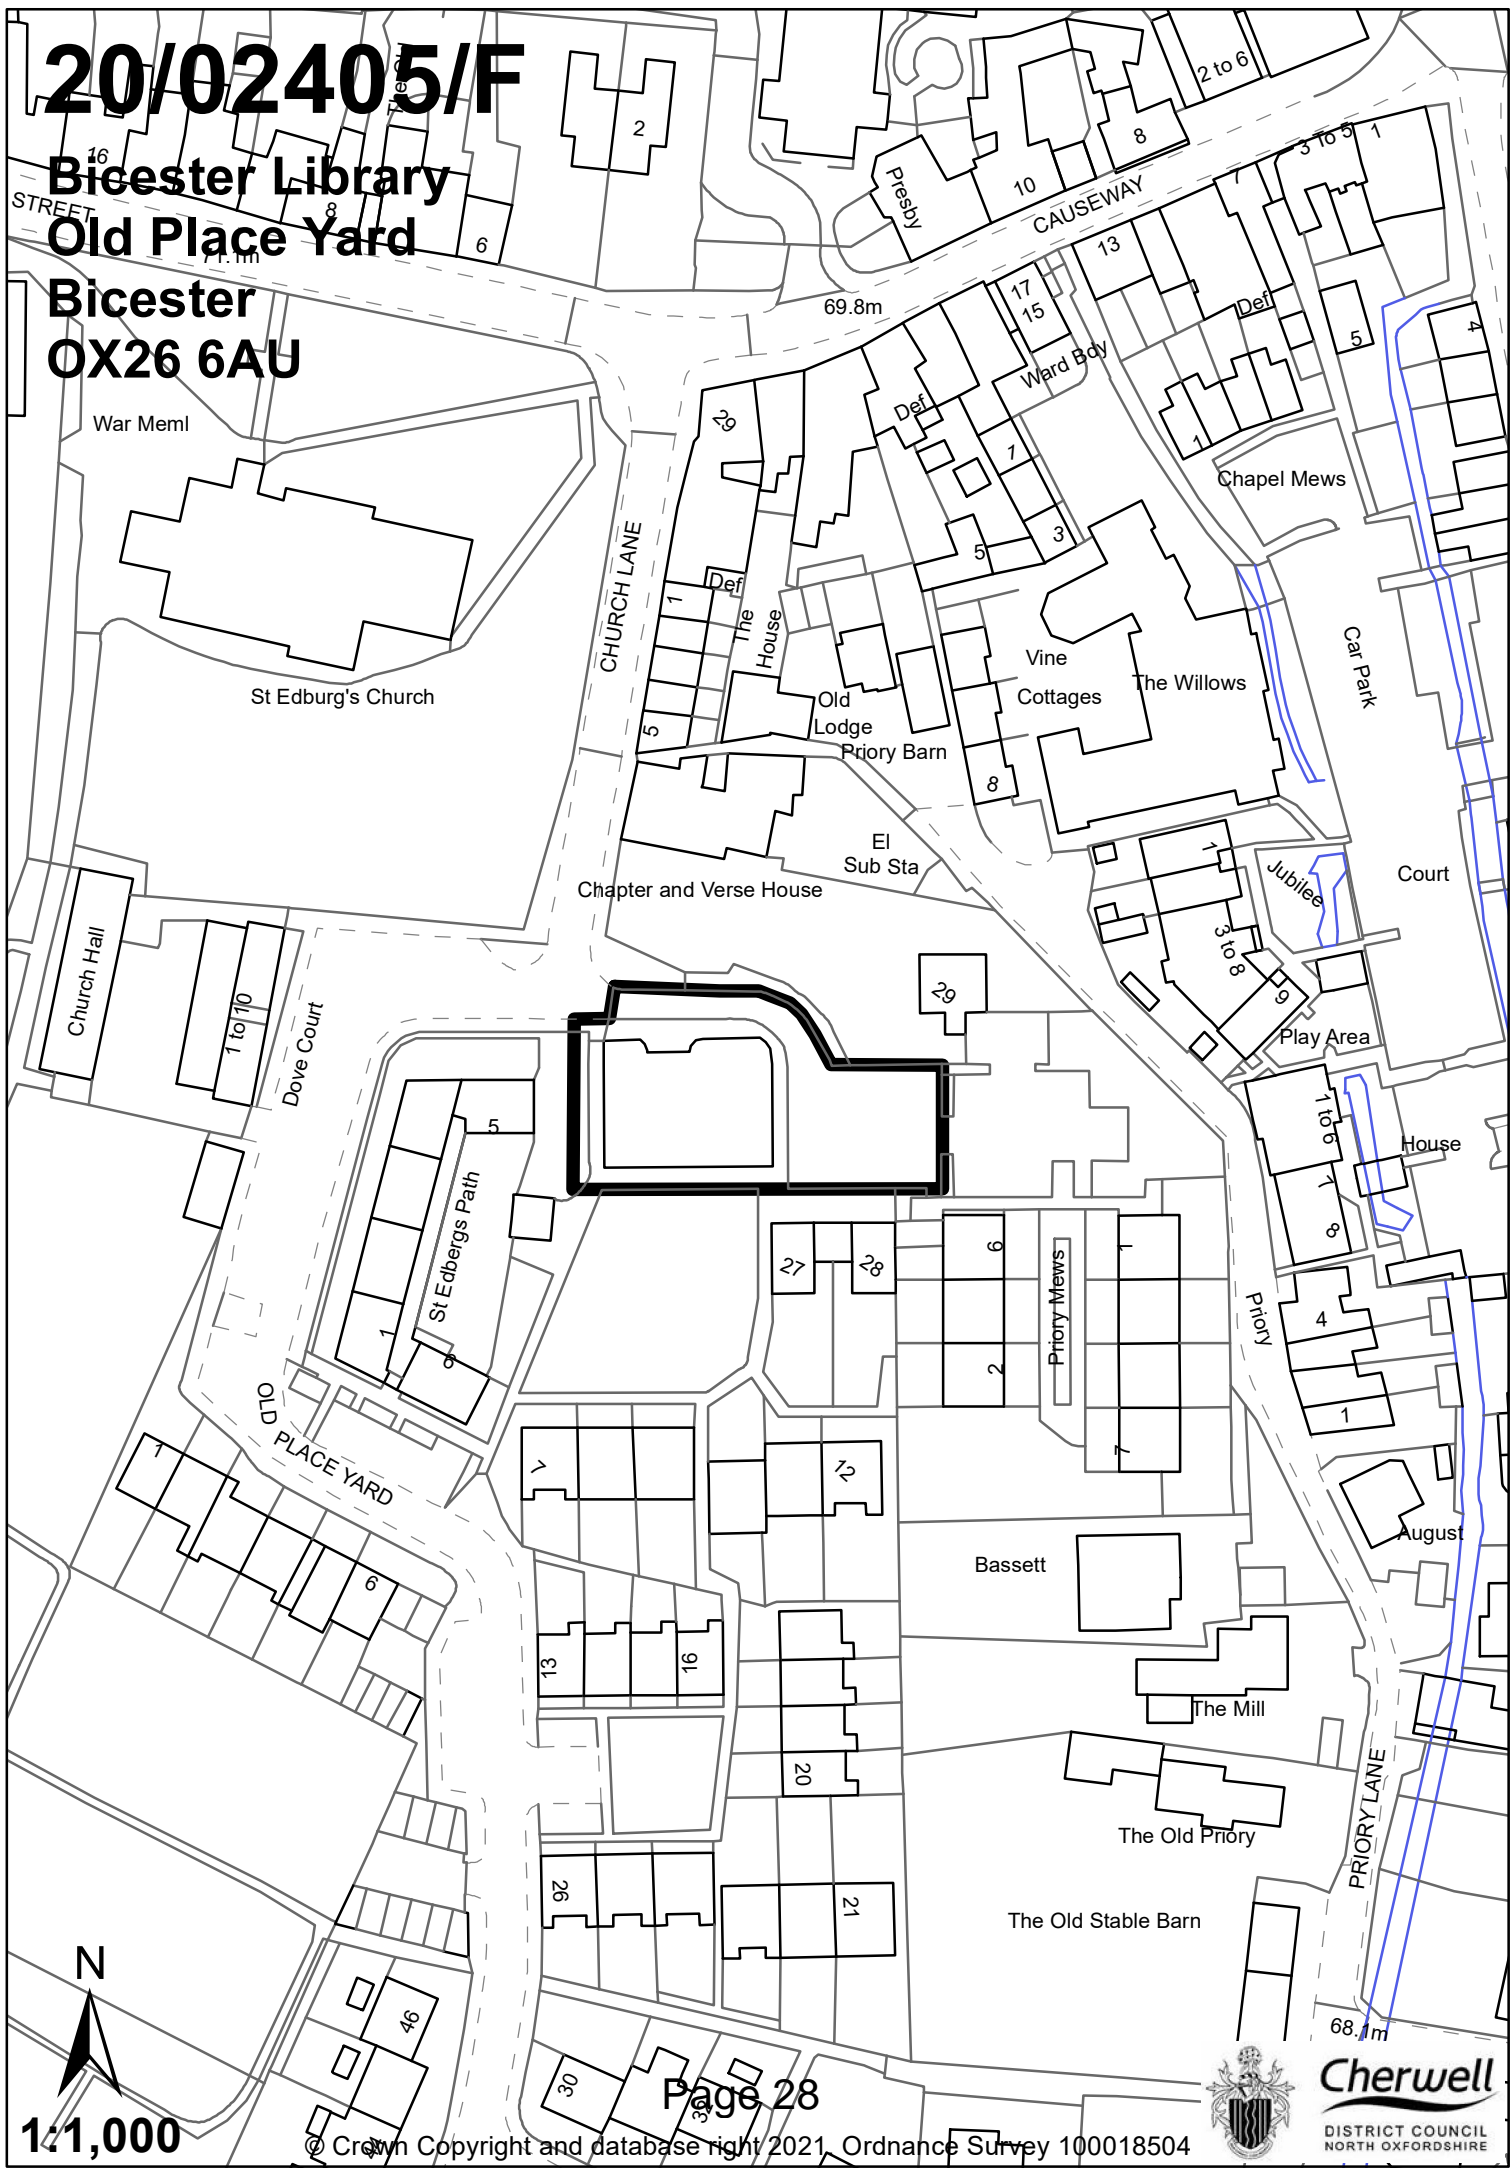 20/02405/F
Bicester Library
Old Place Yard
Bicester
OX26 6AU
16
STREET
8
6
71.1m
2
2 to 6
8
10
Presby
CAUSEWAY
3 To 5
1
7
13
69.8m
17
15
Def
5
4
Ward Bdy
War Meml
29
Def
1
1
Chapel Mews
3
5
CHURCH LANE
Def
1
The
House
Car Park
Vine
Cottages
The Willows
St Edburg's Church
Old
Lodge
5
Priory Barn
8
El
Sub Sta
1
Jubilee
Court
Chapter and Verse House
Church Hall
1 to 10
3 to 8
29
9
Dove Court
Play Area
5
1 to 6
House
St Edbergs Path
7
8
27
28
6
1
Priory Mews
Priory
4
1
6
2
OLD
PLACE YARD
1
1
7
12
7
August
Bassett
6
13
16
The Mill
20
PRIORY LANE
The Old Priory
26
21
The Old Stable Barn
N
46
68.1m
30
32
44
Page 28
1:1,000
© Crown Copyright and database right 2021. Ordnance Survey 100018504
Cherwell
DISTRICT COUNCIL
NORTH OXFORDSHIRE